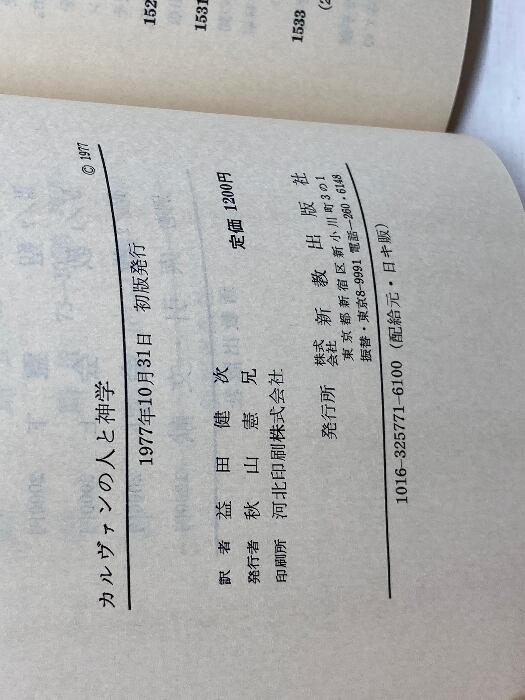 カルヴァンの人と神学
© 1977
1977年10月31日 初版発行
定価 1200円
訳者 益田健次
発行者 秋山憲兄
印刷所 河北印刷株式会社
発行所 株式会社 新教出版社
東京都新宿区新小川町3の1
振替・東京8-9991 電話―260・6148
1016-325771-6100 (配給元・日キ販)
152
1531
1533
(2